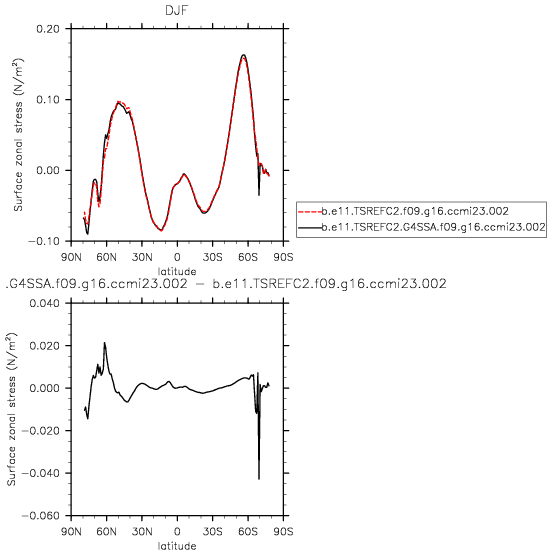 DJF
0.20
0.10
0.00
−0.10
Surface zonal stress (N/m²)
90N 60N 30N 0 30S 60S 90S
latitude
b.e11.TSREFC2.f09.g16.ccmi23.002
b.e11.TSREFC2.G4SSA.f09.g16.ccmi23.002
.G4SSA.f09.g16.ccmi23.002 − b.e11.TSREFC2.f09.g16.ccmi23.002
0.040
0.020
0.000
−0.020
−0.040
−0.060
Surface zonal stress (N/m²)
90N 60N 30N 0 30S 60S 90S
latitude